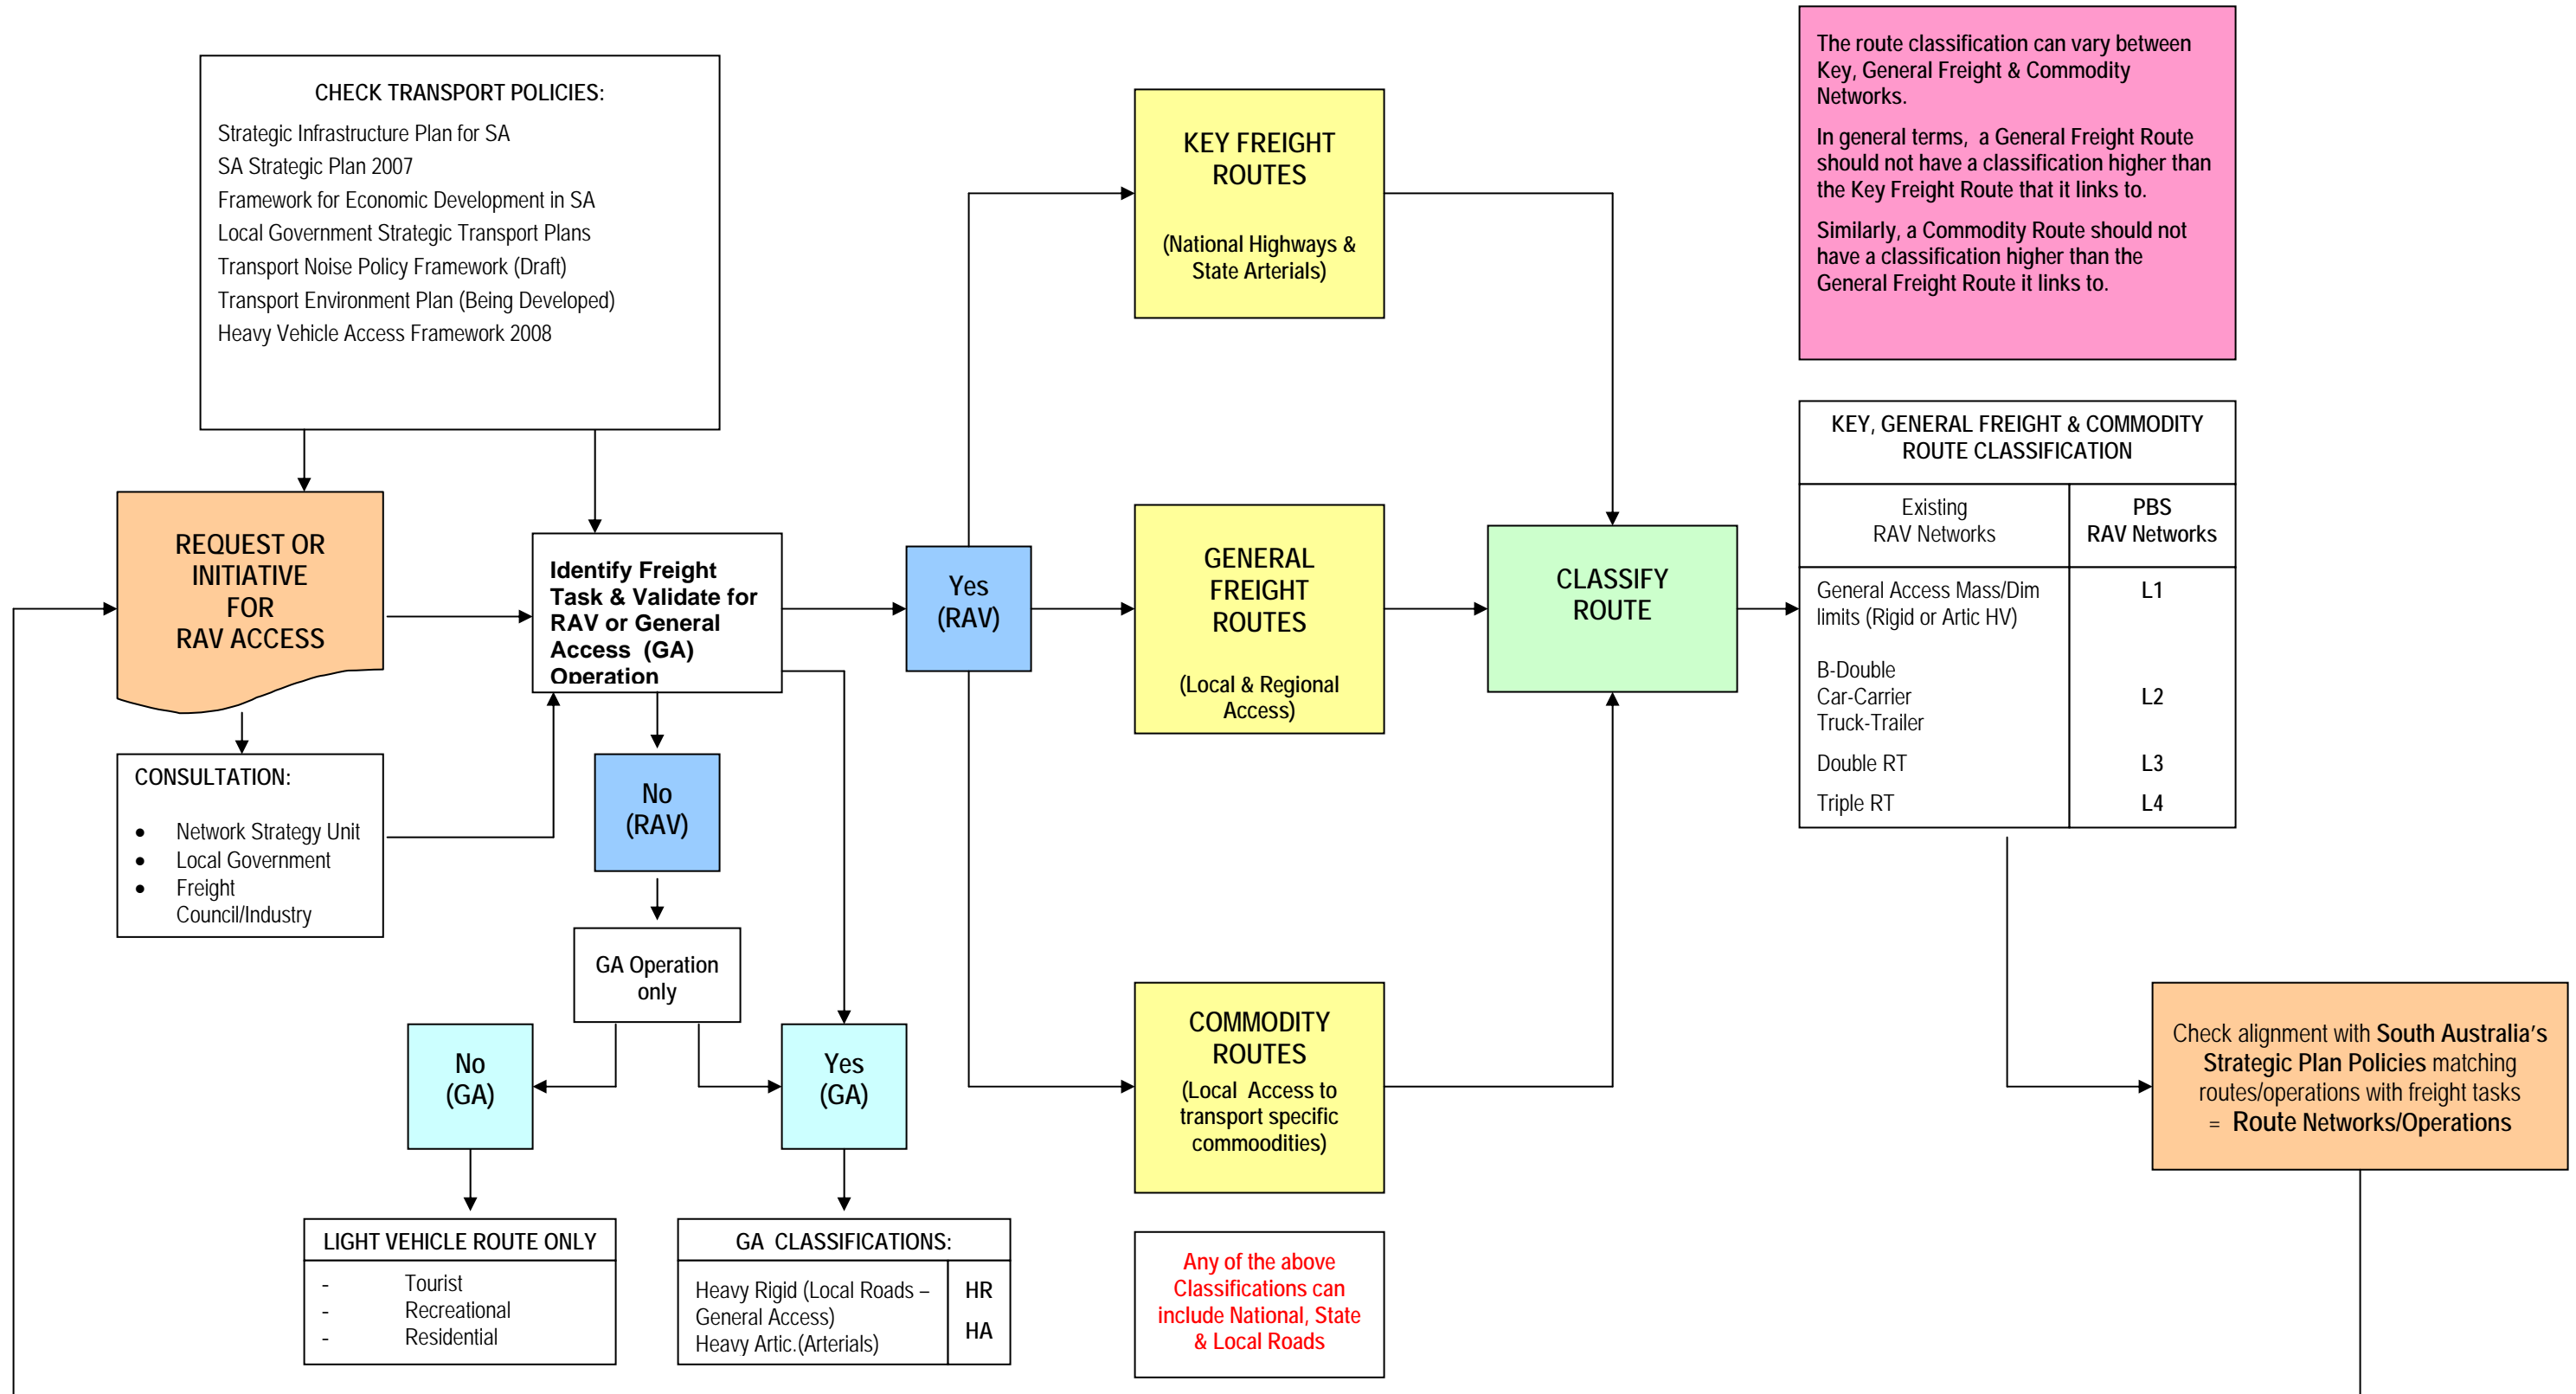 CHECK TRANSPORT POLICIES:
Strategic Infrastructure Plan for SA
SA Strategic Plan 2007
Framework for Economic Development in SA
Local Government Strategic Transport Plans
Transport Noise Policy Framework (Draft)
Transport Environment Plan (Being Developed)
Heavy Vehicle Access Framework 2008
REQUEST OR
INITIATIVE
FOR
RAV ACCESS
CONSULTATION:
• Network Strategy Unit
• Local Government
• Freight
Council/Industry
Identify Freight
Task & Validate for
RAV or General
Access (GA)
Operation
No
(RAV)
GA Operation
only
No
(GA)
Yes
(GA)
LIGHT VEHICLE ROUTE ONLY
- Tourist
- Recreational
- Residential
GA CLASSIFICATIONS:
Heavy Rigid (Local Roads – HR
General Access)
HA
Heavy Artic.(Arterials)
Yes
(RAV)
KEY FREIGHT
ROUTES
(National Highways &
State Arterials)
GENERAL
FREIGHT
ROUTES
(Local & Regional
Access)
COMMODITY
ROUTES
(Local Access to
transport specific
commoodities)
Any of the above
Classifications can
include National, State
& Local Roads
CLASSIFY
ROUTE
The route classification can vary between
Key, General Freight & Commodity
Networks.
In general terms, a General Freight Route
should not have a classification higher than
the Key Freight Route that it links to.
Similarly, a Commodity Route should not
have a classification higher than the
General Freight Route it links to.
KEY, GENERAL FREIGHT & COMMODITY
ROUTE CLASSIFICATION
Existing PBS
RAV Networks RAV Networks
General Access Mass/Dim L1
limits (Rigid or Artic HV)
B-Double
Car-Carrier L2
Truck-Trailer
Double RT L3
Triple RT L4
Check alignment with South Australia's
Strategic Plan Policies matching
routes/operations with freight tasks
= Route Networks/Operations